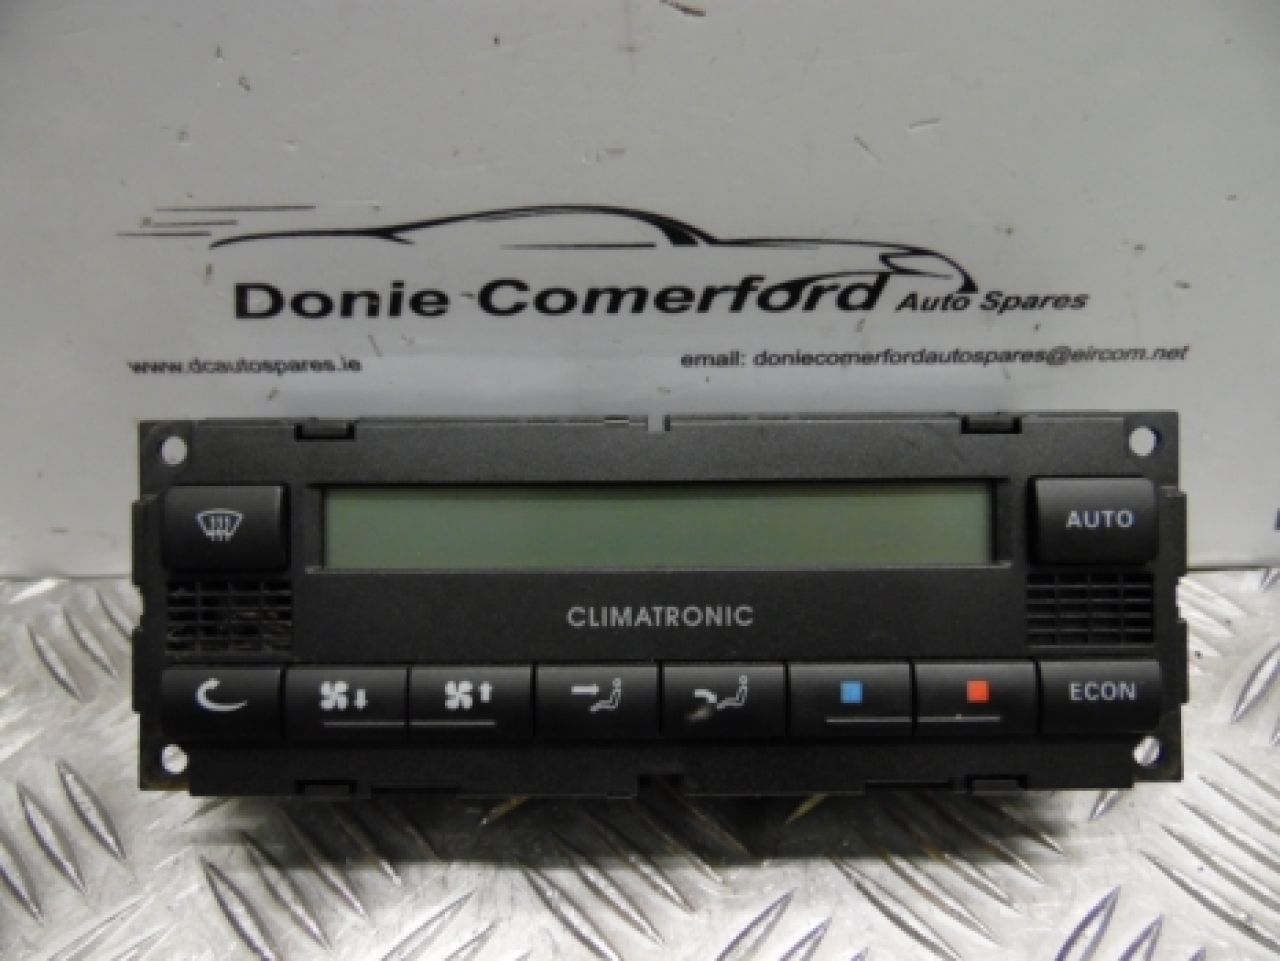 Donie Comerford Auto Spares
www.dcautospares.ie email: doniecomerfordautospares@eircom.net
AUTO
CLIMATRONIC
ECON